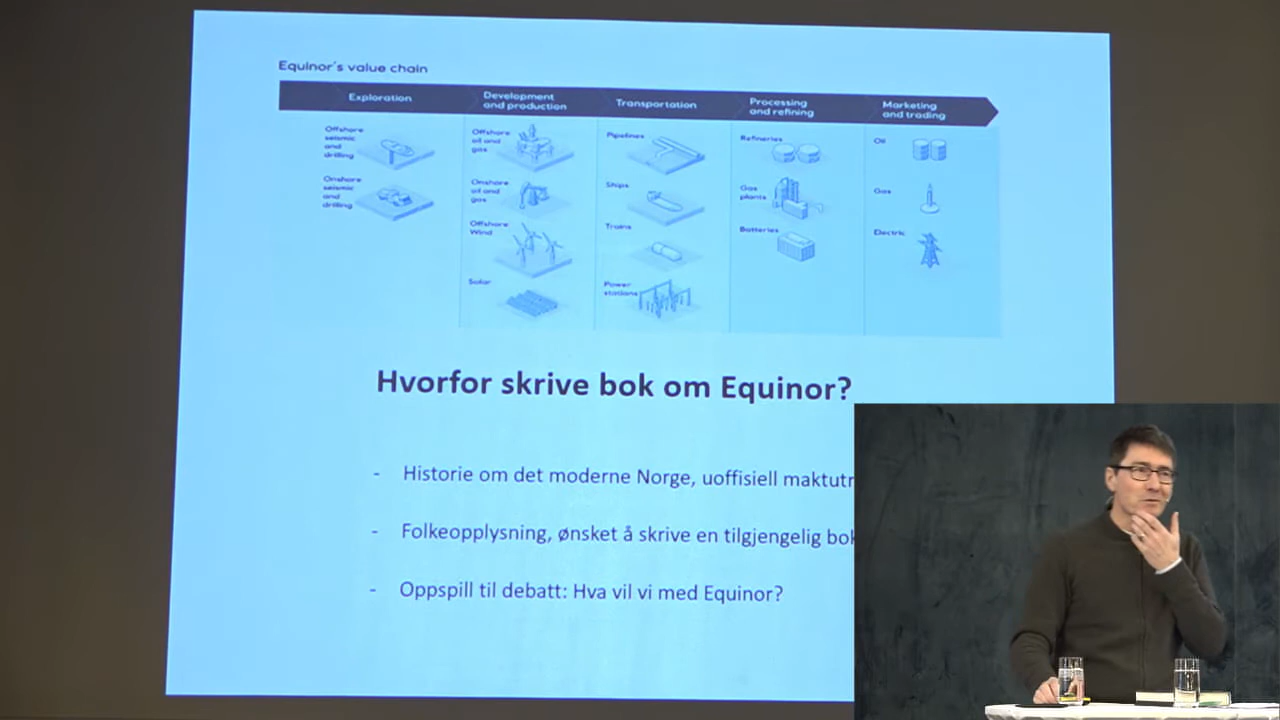 Equinor's value chain
Exploration
Development
and production
Transportation
Processing
and refining
Marketing
and trading
Offshore
seismic
and
drilling
Onshore
seismic
and
drilling
Offshore
oil and
gas
Onshore
oil and
gas
Offshore
Wind
Solar
Pipelines
Ships
Trains
Power
stations
Refineries
Gas
plants
Batteries
Oil
Gas
Electric
Hvorfor skrive bok om Equinor?
- Historie om det moderne Norge, uoffisiell
- Folkeopplysning, ønsket å skrive en tilgjengelig bok
- Oppspill til debatt: Hva vil vi med Equinor?